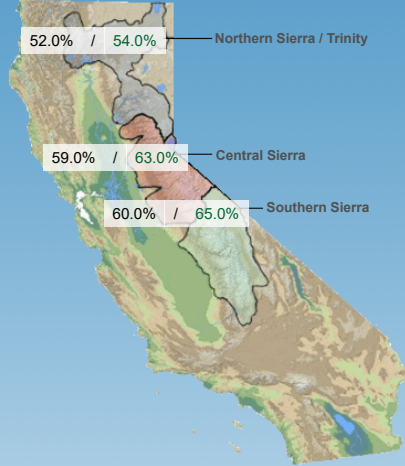 52.0% / 54.0% Northern Sierra / Trinity
59.0% / 63.0% Central Sierra
60.0% / 65.0% Southern Sierra